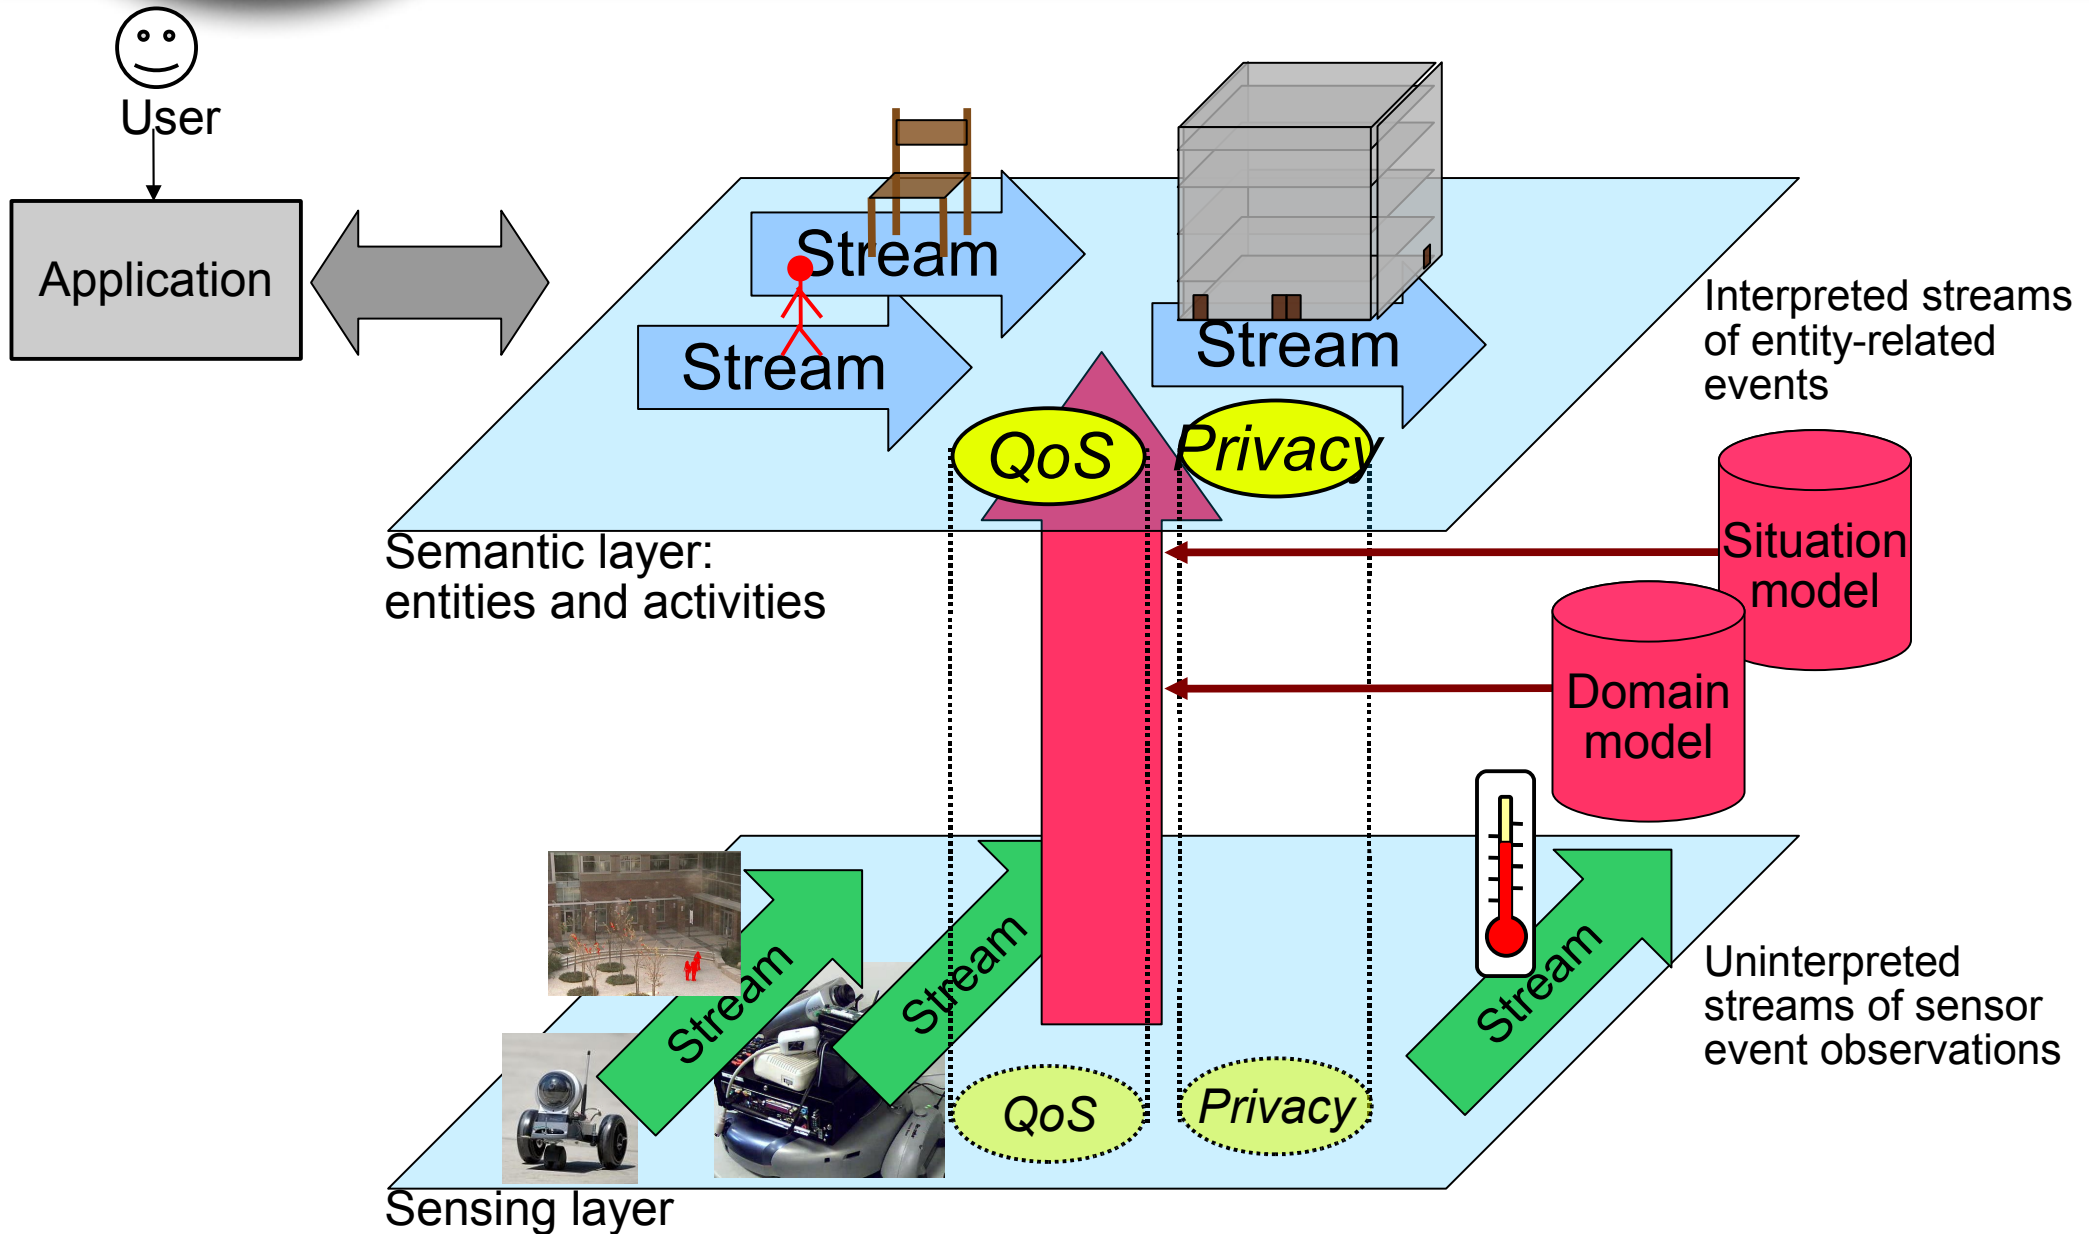 User
Application
Stream
Stream
Stream
Interpreted streams
of entity-related
events
QoS
Privacy
Semantic layer:
entities and activities
Situation
model
Domain
model
Stream
Stream
Stream
Uninterpreted
streams of sensor
event observations
QoS
Privacy
Sensing layer